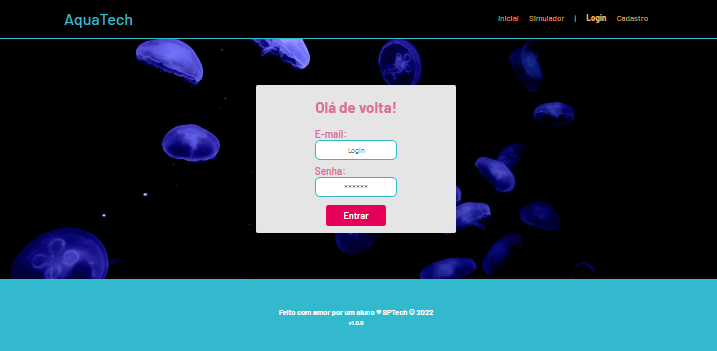 AquaTech
Inicial Simulador | Login Cadastro
Olá de volta!
E-mail:
Login
Senha:
******
Entrar
Feito com amor por um aluno ♥ SPTech © 2022
v1.0.0